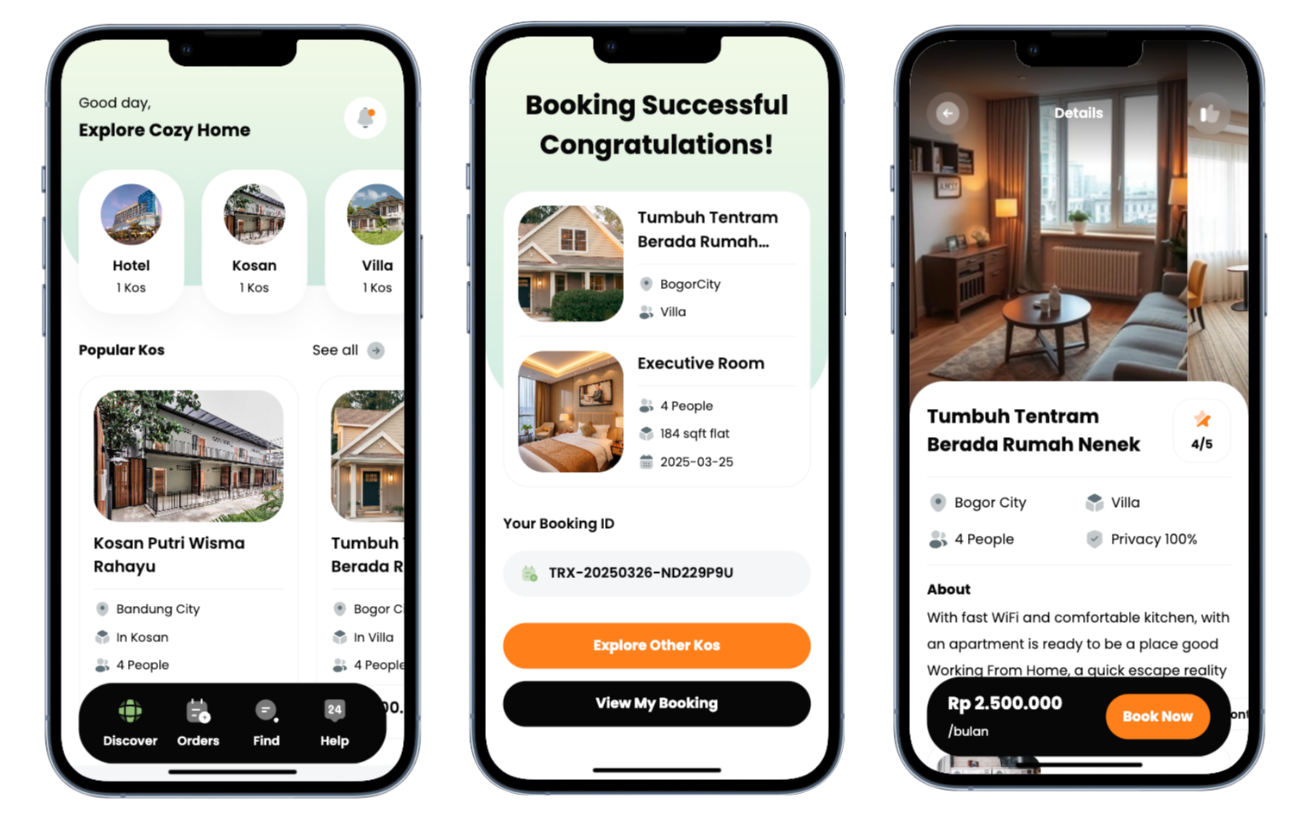 Good day,
Explore Cozy Home
Hotel
1 Kos
Kosan
1 Kos
Villa
1 Kos
Popular Kos
See all
Kosan Putri Wisma
Rahayu
Bandung City
In Kosan
4 People
Tumbuh
Berada R
Bogor C
In Villa
4 People
00.
Discover
Orders
Find
24
Help
Booking Successful
Congratulations!
Tumbuh Tentram
Berada Rumah...
BogorCity
Villa
Executive Room
4 People
184 sqft flat
2025-03-25
Your Booking ID
TRX-20250326-ND229P9U
Explore Other Kos
View My Booking
Details
Tumbuh Tentram
Berada Rumah Nenek
4/5
Bogor City
Villa
4 People
Privacy 100%
About
With fast WiFi and comfortable kitchen, with
an apartment is ready to be a place good
Working From Home, a quick escape reality
Rp 2.500.000
/bulan
Book Now
ont